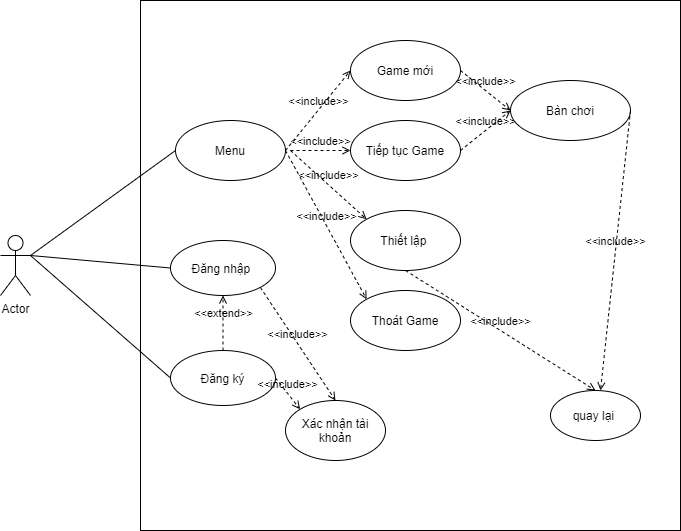 Game mới
<<include>>
<<include>>
Bản chơi
<<include>>
<<include>>
Menu
Tiếp tục Game
<<include>>
<<include>>
Thiết lập
<<include>>
Đăng nhập
Actor
<<extend>>
Thoát Game
<<include>>
<<include>>
Đăng ký
<<include>>
quay lại
Xác nhận tài
khoản